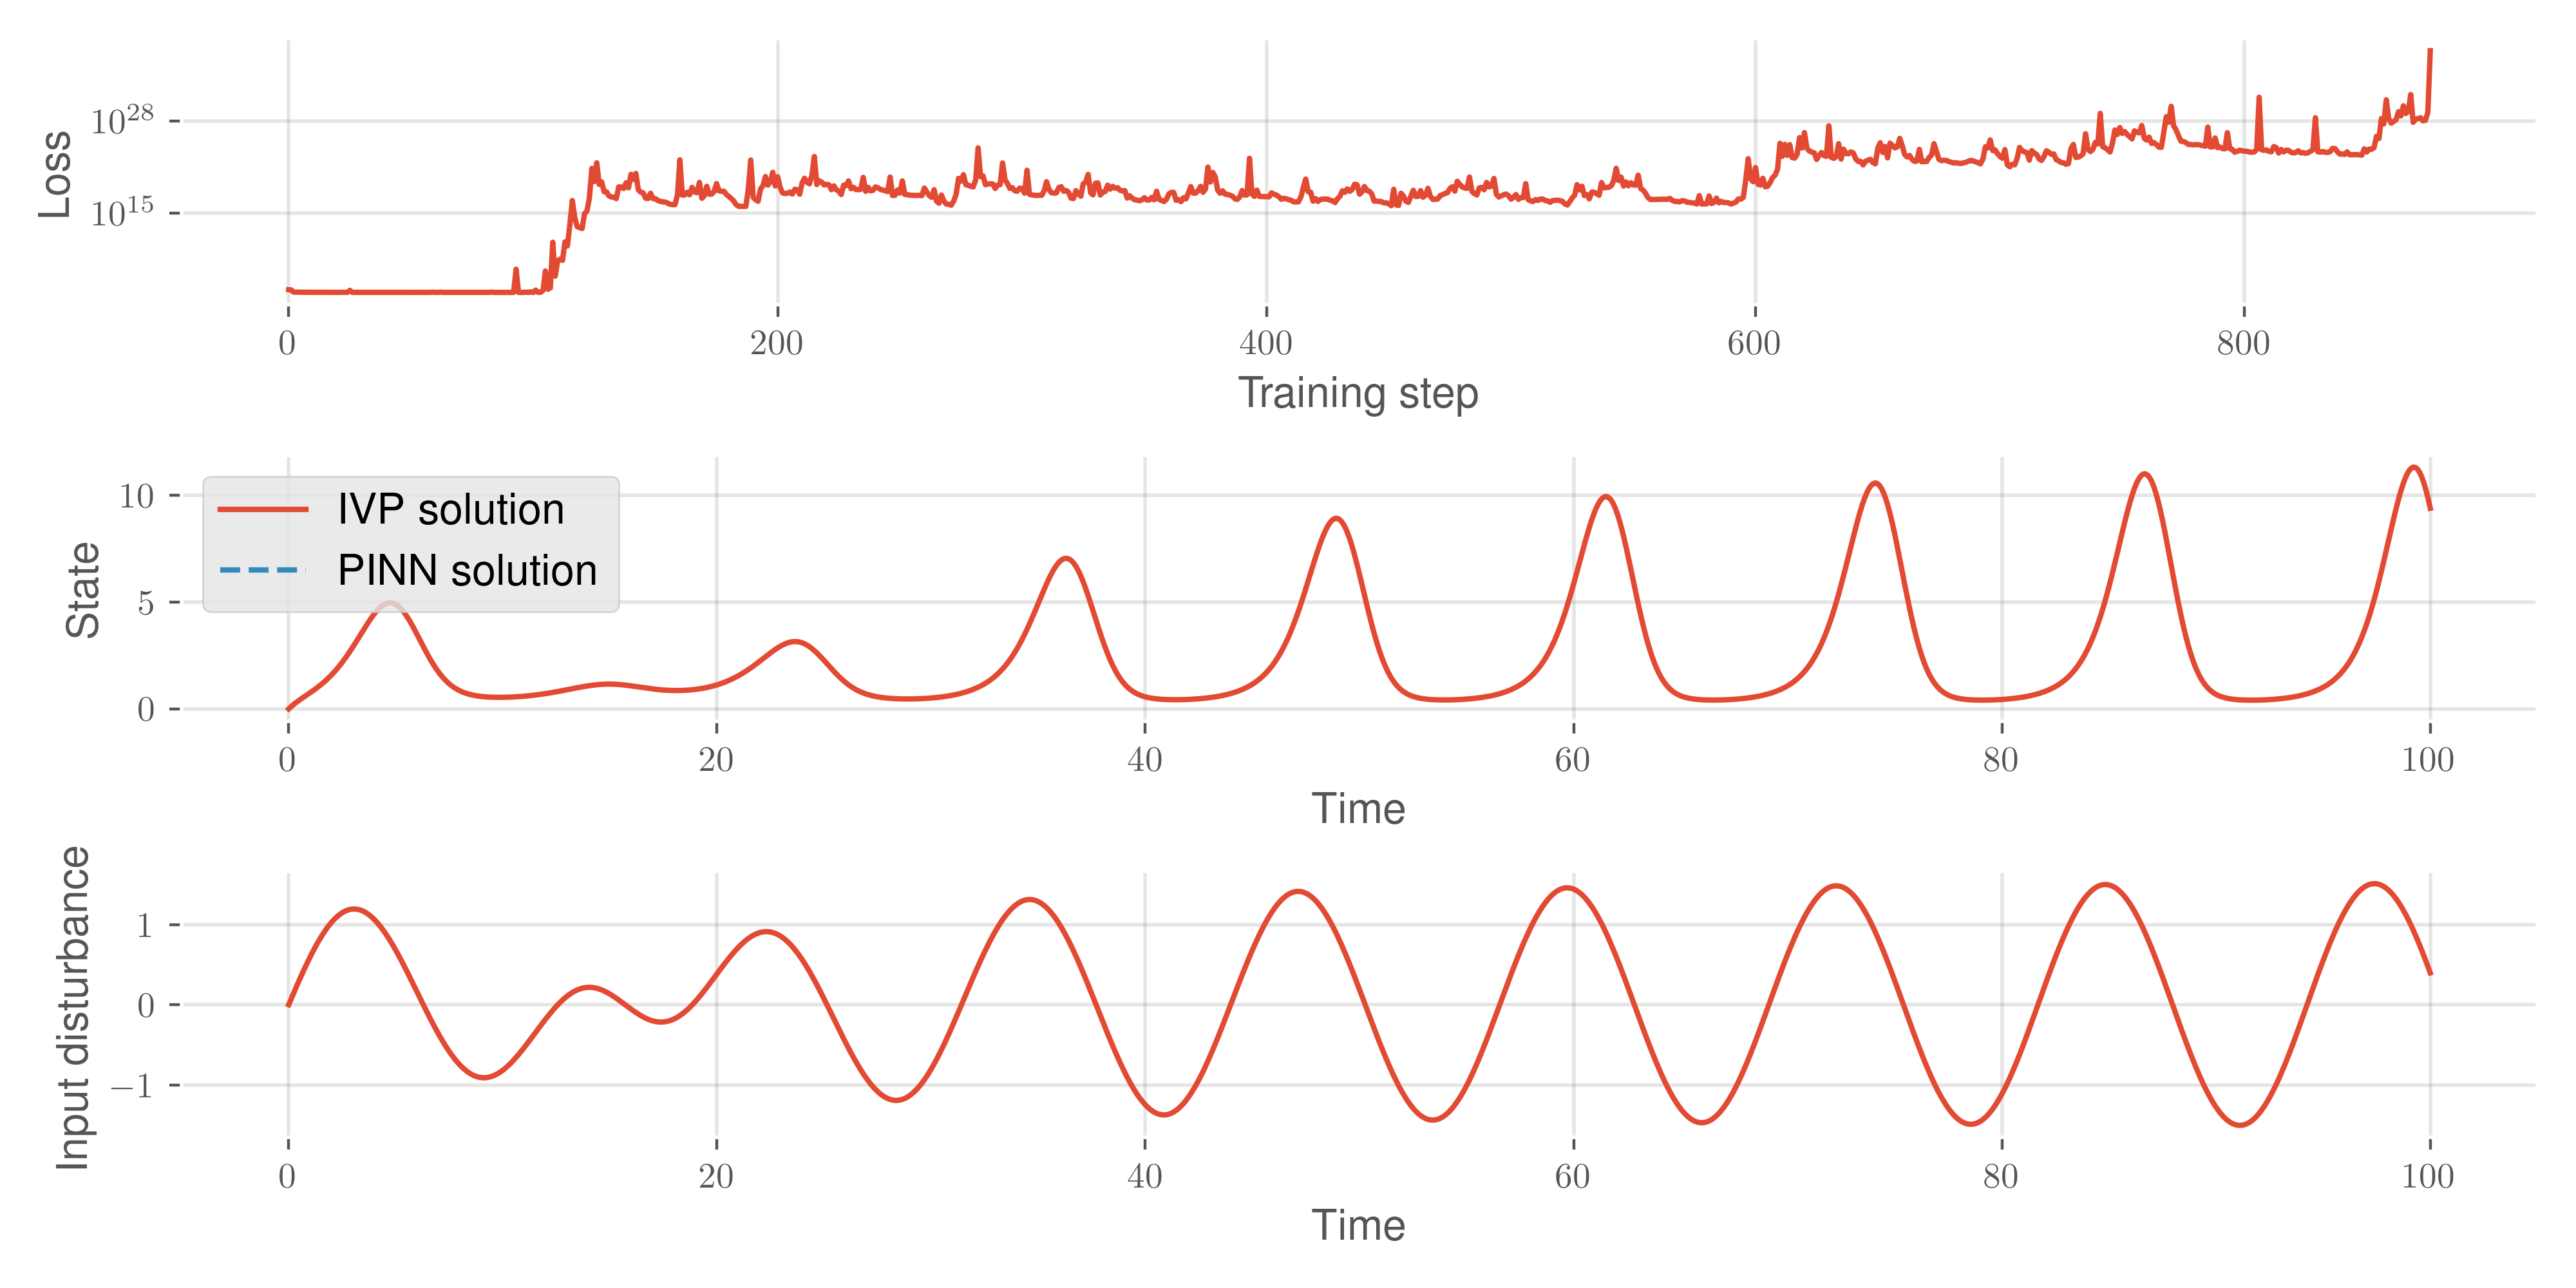 Loss
10^28
10^15
0 200 400 600 800
Training step
State
10
5
0
IVP solution
PINN solution
0 20 40 60 80 100
Time
Input disturbance
1
0
−1
0 20 40 60 80 100
Time